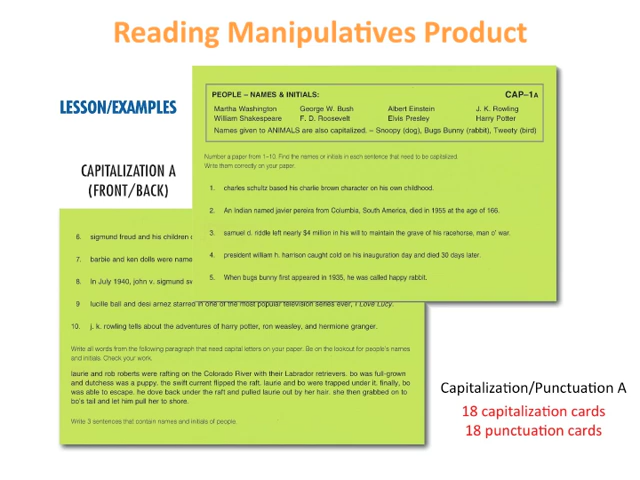 Reading Manipulatives Product
LESSON/EXAMPLES
CAPITALIZATION A
(FRONT/BACK)
PEOPLE – NAMES & INITIALS: CAP–1A
Martha Washington George W. Bush Albert Einstein J. K. Rowling
William Shakespeare F. D. Roosevelt Elvis Presley Harry Potter
Names given to ANIMALS are also capitalized. – Snoopy (dog), Bugs Bunny (rabbit), Tweety (bird)
Number a paper from 1–10. Find the names or initials in each sentence that need to be capitalized.
Write them correctly on your paper.
1. charles schultz based his charlie brown character on his own childhood.
2. An Indian named javier pereira from Columbia, South America, died in 1955 at the age of 166.
3. samuel d. riddle left nearly $4 million in his will to maintain the grave of his racehorse, man o' war.
4. president william h. harrison caught cold on his inauguration day and died 30 days later.
5. When bugs bunny first appeared in 1935, he was called happy rabbit.
6. sigmund freud and his children
7. barbie and ken dolls were name
8. In July 1940, john v. sigmund sw
9 lucille ball and desi arnez starred in one of the most popular television series ever, I Love Lucy.
10. j. k. rowling tells about the adventures of harry potter, ron weasley, and hermione granger.
Write all words from the following paragraph that need capital letters on your paper. Be on the lookout for people's names
and initials. Check your work.
laurie and rob roberts were rafting on the Colorado River with their Labrador retrievers. bo was full-grown
and dutchess was a puppy. the swift current flipped the raft. laurie and bo were trapped under it. finally, bo
was able to escape. he dove back under the raft and pulled laurie out by her hair. she then grabbed on to
bo's tail and let him pull her to shore.
Write 3 sentences that contain names and initials of people.
Capitalization/Punctuation A
18 capitalization cards
18 punctuation cards